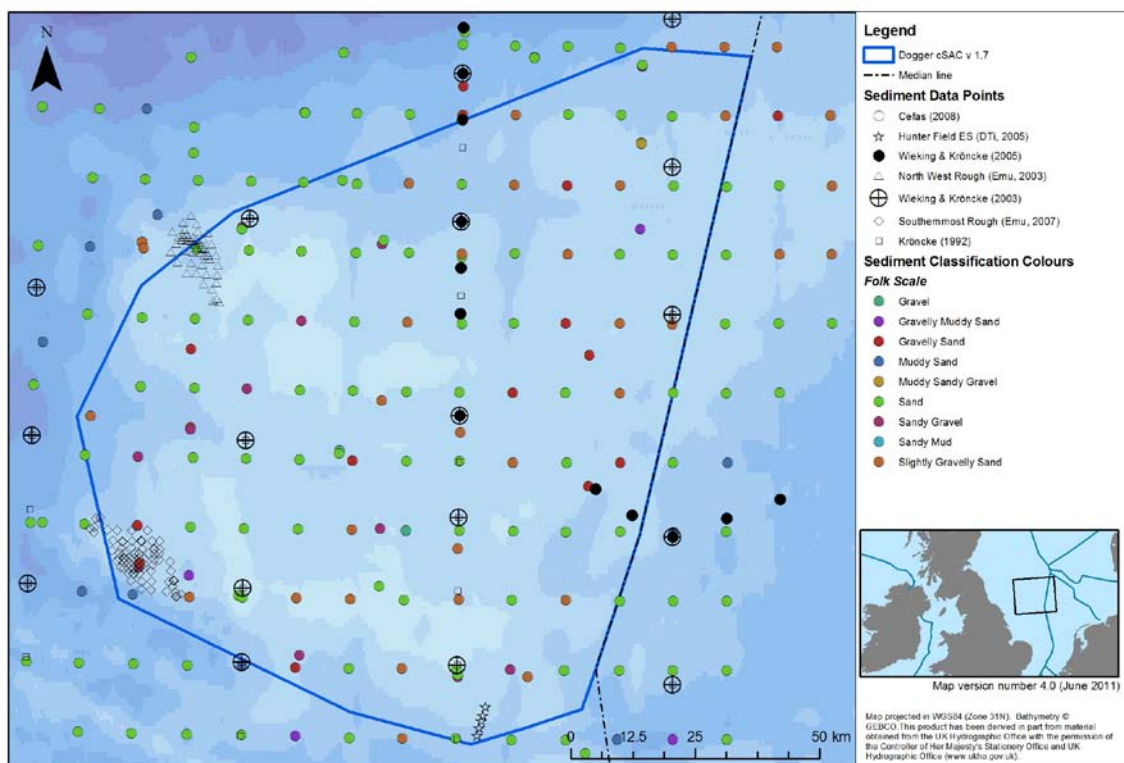 N
0 12.5 25 50 km
Legend
Dogger cSAC v 1.7
Median line
Sediment Data Points
Cefas (2008)
Hunter Field ES (DTi, 2005)
Wieking & Kröncke (2005)
North West Rough (Emu, 2003)
Wieking & Kröncke (2003)
Southernmost Rough (Emu, 2007)
Kröncke (1992)
Sediment Classification Colours
Folk Scale
Gravel
Gravelly Muddy Sand
Gravelly Sand
Muddy Sand
Muddy Sandy Gravel
Sand
Sandy Gravel
Sandy Mud
Slightly Gravelly Sand
Map version number 4.0 (June 2011)
Map projected in WGS84 (Zone 31N). Bathymetry ©
GEBCO.This product has been derived in part from material
obtained from the UK Hydrographic Office with the permission of
the Controller of Her Majesty's Stationery Office and UK
Hydrographic Office (www.ukho.gov.uk).